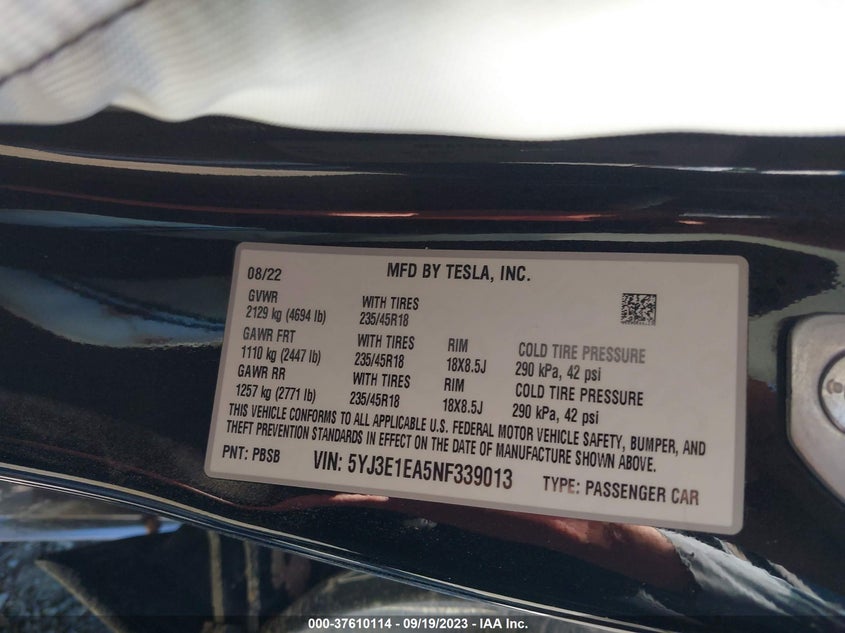 08/22
MFD BY TESLA, INC.
GVWR
2129 kg (4694 lb)
WITH TIRES
235/45R18
GAWR FRT
1110 kg (2447 lb)
WITH TIRES
235/45R18
RIM
18X8.5J
COLD TIRE PRESSURE
290 kPa, 42 psi
GAWR RR
1257 kg (2771 lb)
WITH TIRES
235/45R18
RIM
18X8.5J
COLD TIRE PRESSURE
290 kPa, 42 psi
THIS VEHICLE CONFORMS TO ALL APPLICABLE U.S. FEDERAL MOTOR VEHICLE SAFETY, BUMPER, AND
THEFT PREVENTION STANDARDS IN EFFECT ON THE DATE OF MANUFACTURE SHOWN ABOVE.
PNT: PBSB
VIN: 5YJ3E1EA5NF339013
TYPE: PASSENGER CAR
000-37610114 - 09/19/2023 - IAA Inc.